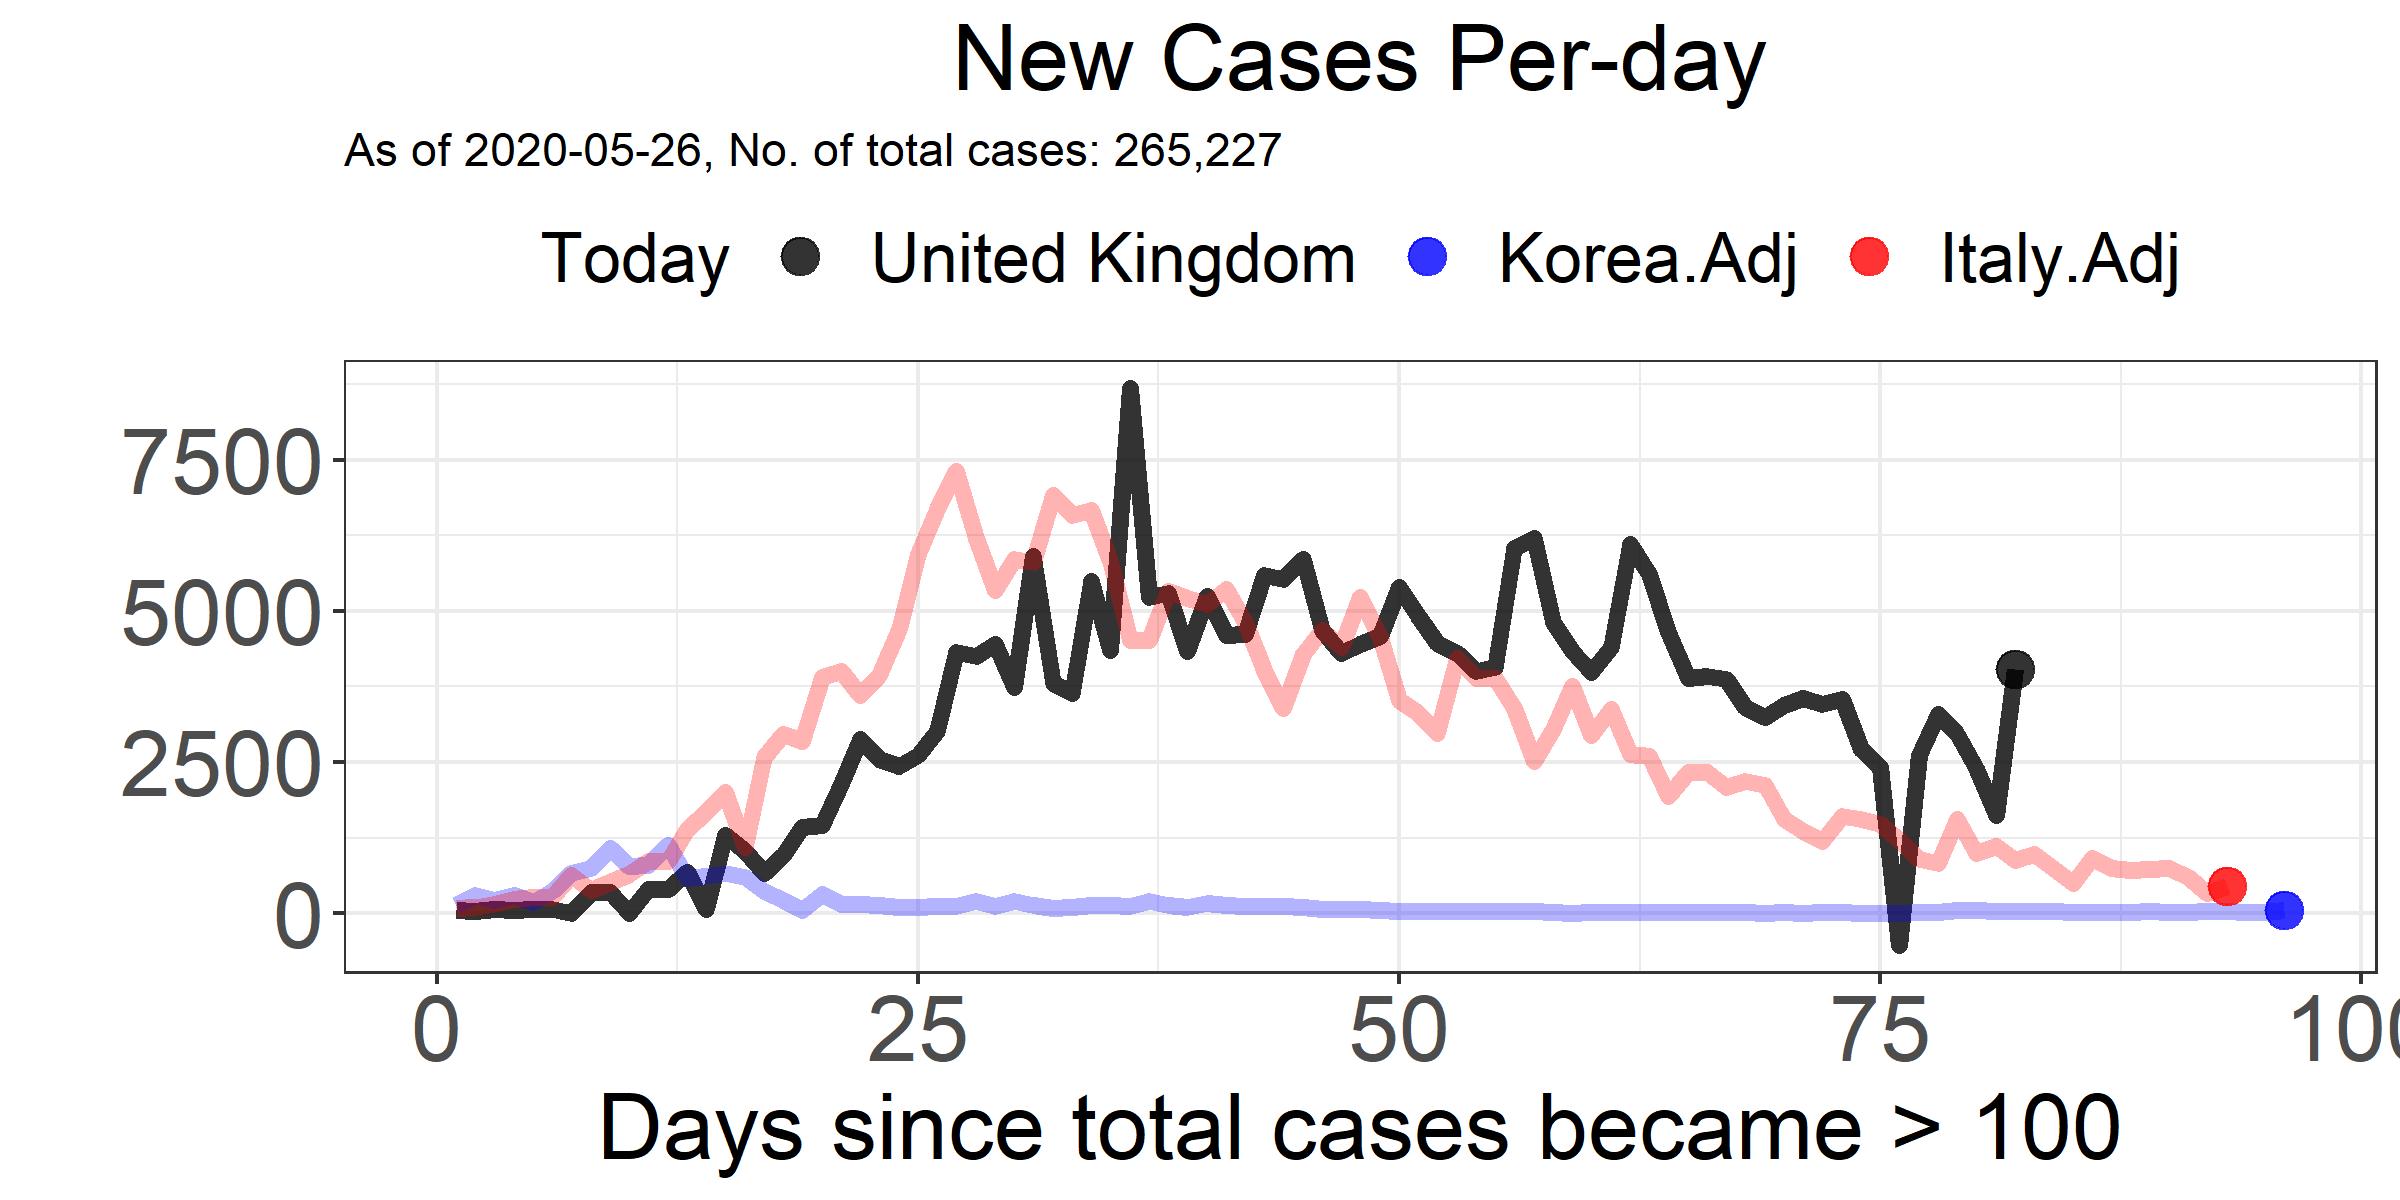 New Cases Per-day
As of 2020-05-26, No. of total cases: 265,227
Today United Kingdom Korea.Adj Italy.Adj
7500
5000
2500
0
0 25 50 75 100
Days since total cases became > 100